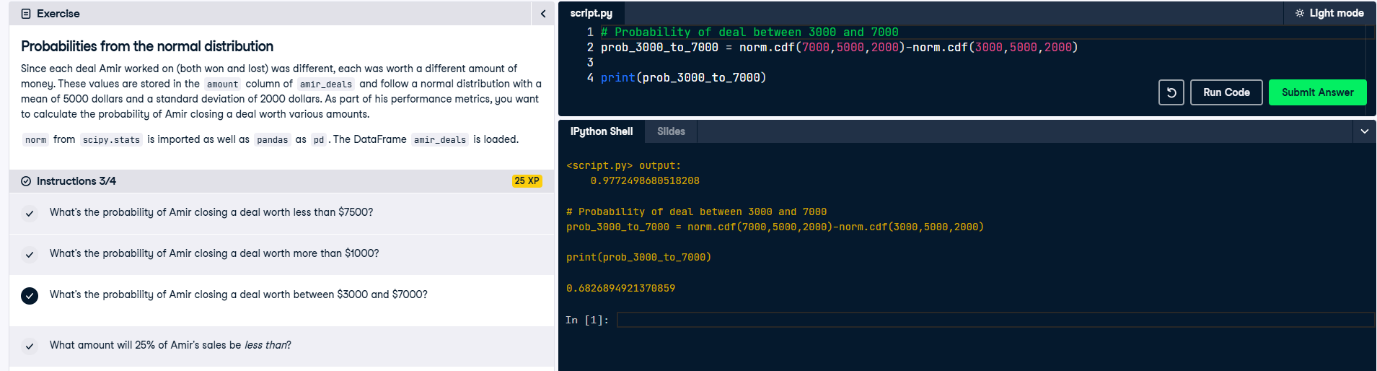 Exercise
Probabilities from the normal distribution
Since each deal Amir worked on (both won and lost) was different, each was worth a different amount of
money. These values are stored in the amount column of amir_deals and follow a normal distribution with a
mean of 5000 dollars and a standard deviation of 2000 dollars. As part of his performance metrics, you want
to calculate the probability of Amir closing a deal worth various amounts.
norm from scipy.stats is imported as well as pandas as pd . The DataFrame amir_deals is loaded.
Instructions 3/4
25 XP
What's the probability of Amir closing a deal worth less than $7500?
What's the probability of Amir closing a deal worth more than $1000?
What's the probability of Amir closing a deal worth between $3000 and $7000?
What amount will 25% of Amir's sales be less than?
script.py
Light mode
1 # Probability of deal between 3000 and 7000
2 prob_3000_to_7000 = norm.cdf(7000,5000,2000)-norm.cdf(3000,5000,2000)
3
4 print(prob_3000_to_7000)
Run Code
Submit Answer
IPython Shell
Slides
<script.py> output:
0.9772498680518208
# Probability of deal between 3000 and 7000
prob_3000_to_7000 = norm.cdf(7000,5000,2000)-norm.cdf(3000,5000,2000)
print(prob_3000_to_7000)
0.6826894921370859
In [1]: